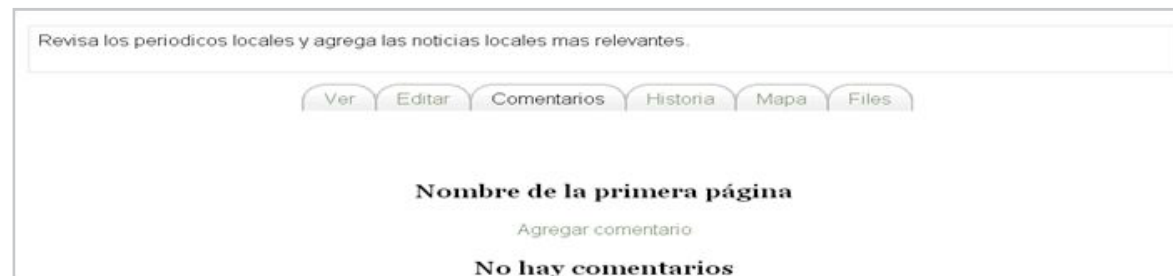 Revisa los periodicos locales y agrega las noticias locales mas relevantes.
Ver Editar Comentarios Historia Mapa Files
Nombre de la primera página
Agregar comentario
No hay comentarios